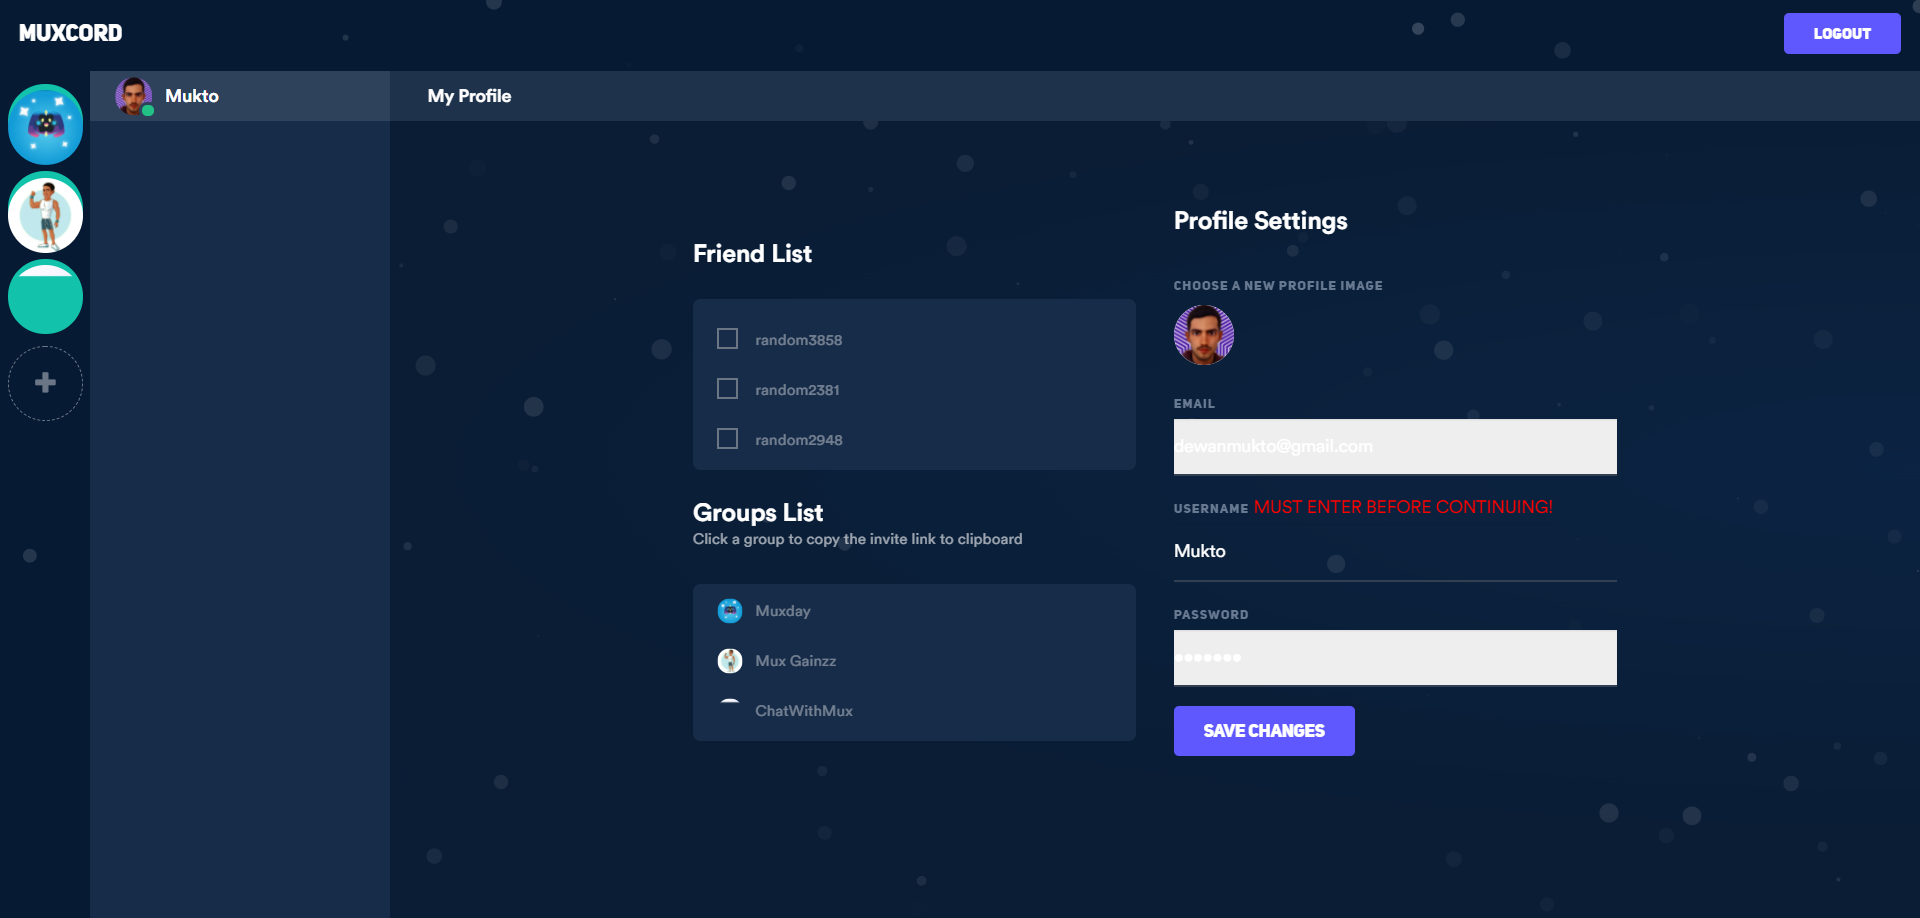 MUXCORD
LOGOUT
Mukto
My Profile
Friend List
random3858
random2381
random2948
Groups List
Click a group to copy the invite link to clipboard
Muxday
Mux Gainzz
ChatWithMux
Profile Settings
CHOOSE A NEW PROFILE IMAGE
EMAIL
dewanmukto@gmail.com
USERNAME MUST ENTER BEFORE CONTINUING!
Mukto
PASSWORD
•••••••
SAVE CHANGES